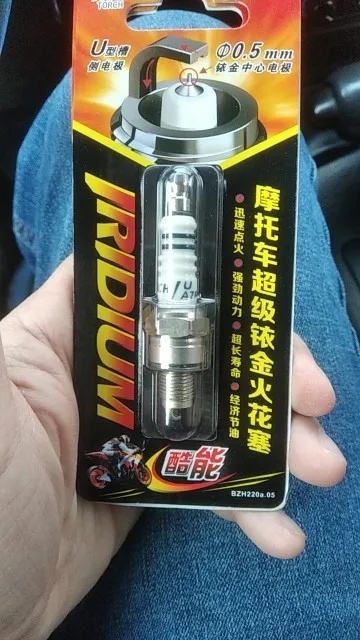 TORCH
U型槽
侧电极
Φ0.5mm
铱金中心电极
IRIDIUM
摩托车超级铱金火花塞
迅速点火
强劲动力
超长寿命
经济节油
酷能
BZH220a.05